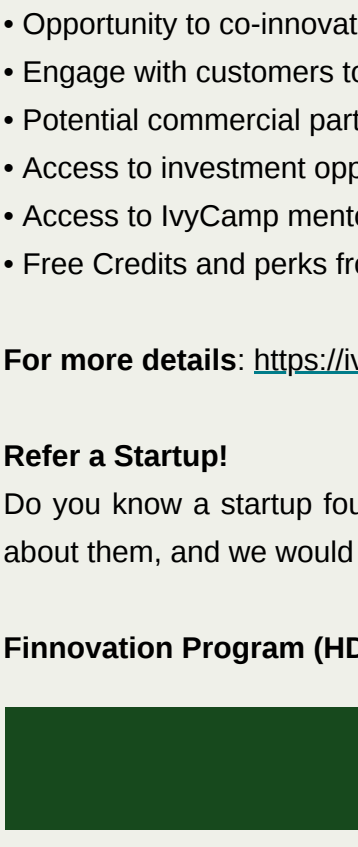 • Opportunity to co-innovat
• Engage with customers to
• Potential commercial part
• Access to investment opp
• Access to IvyCamp mente
• Free Credits and perks fro
For more details: https://iv
Refer a Startup!
Do you know a startup fou
about them, and we would
Finnovation Program (HD